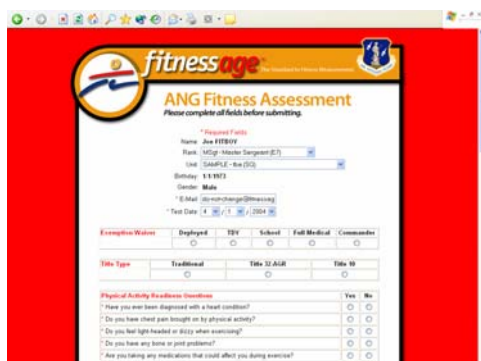 fitnessage
The Standard in Fitness Measurement
ANG Fitness Assessment
Please complete all fields before submitting.
* Required Fields
Name Joe FITBOY
Rank MSgt - Master Sergeant (E7)
Unit SAMPLE - tbe (SG)
Birthday 1/1/1973
Gender Male
* E-Mail do-not-change@fitnessag
* Test Date 4 / 1 / 2004
Exemption Waiver Deployed TDY School Full Medical Commander
Title Type Traditional Title 32 AGR Title 10
Physical Activity Readiness Questions Yes No
* Have you ever been diagnosed with a heart condition?
* Do you have chest pain brought on by physical activity?
* Do you feel light-headed or dizzy when exercising?
* Do you have any bone or joint problems?
* Are you taking any medications that could affect you during exercise?